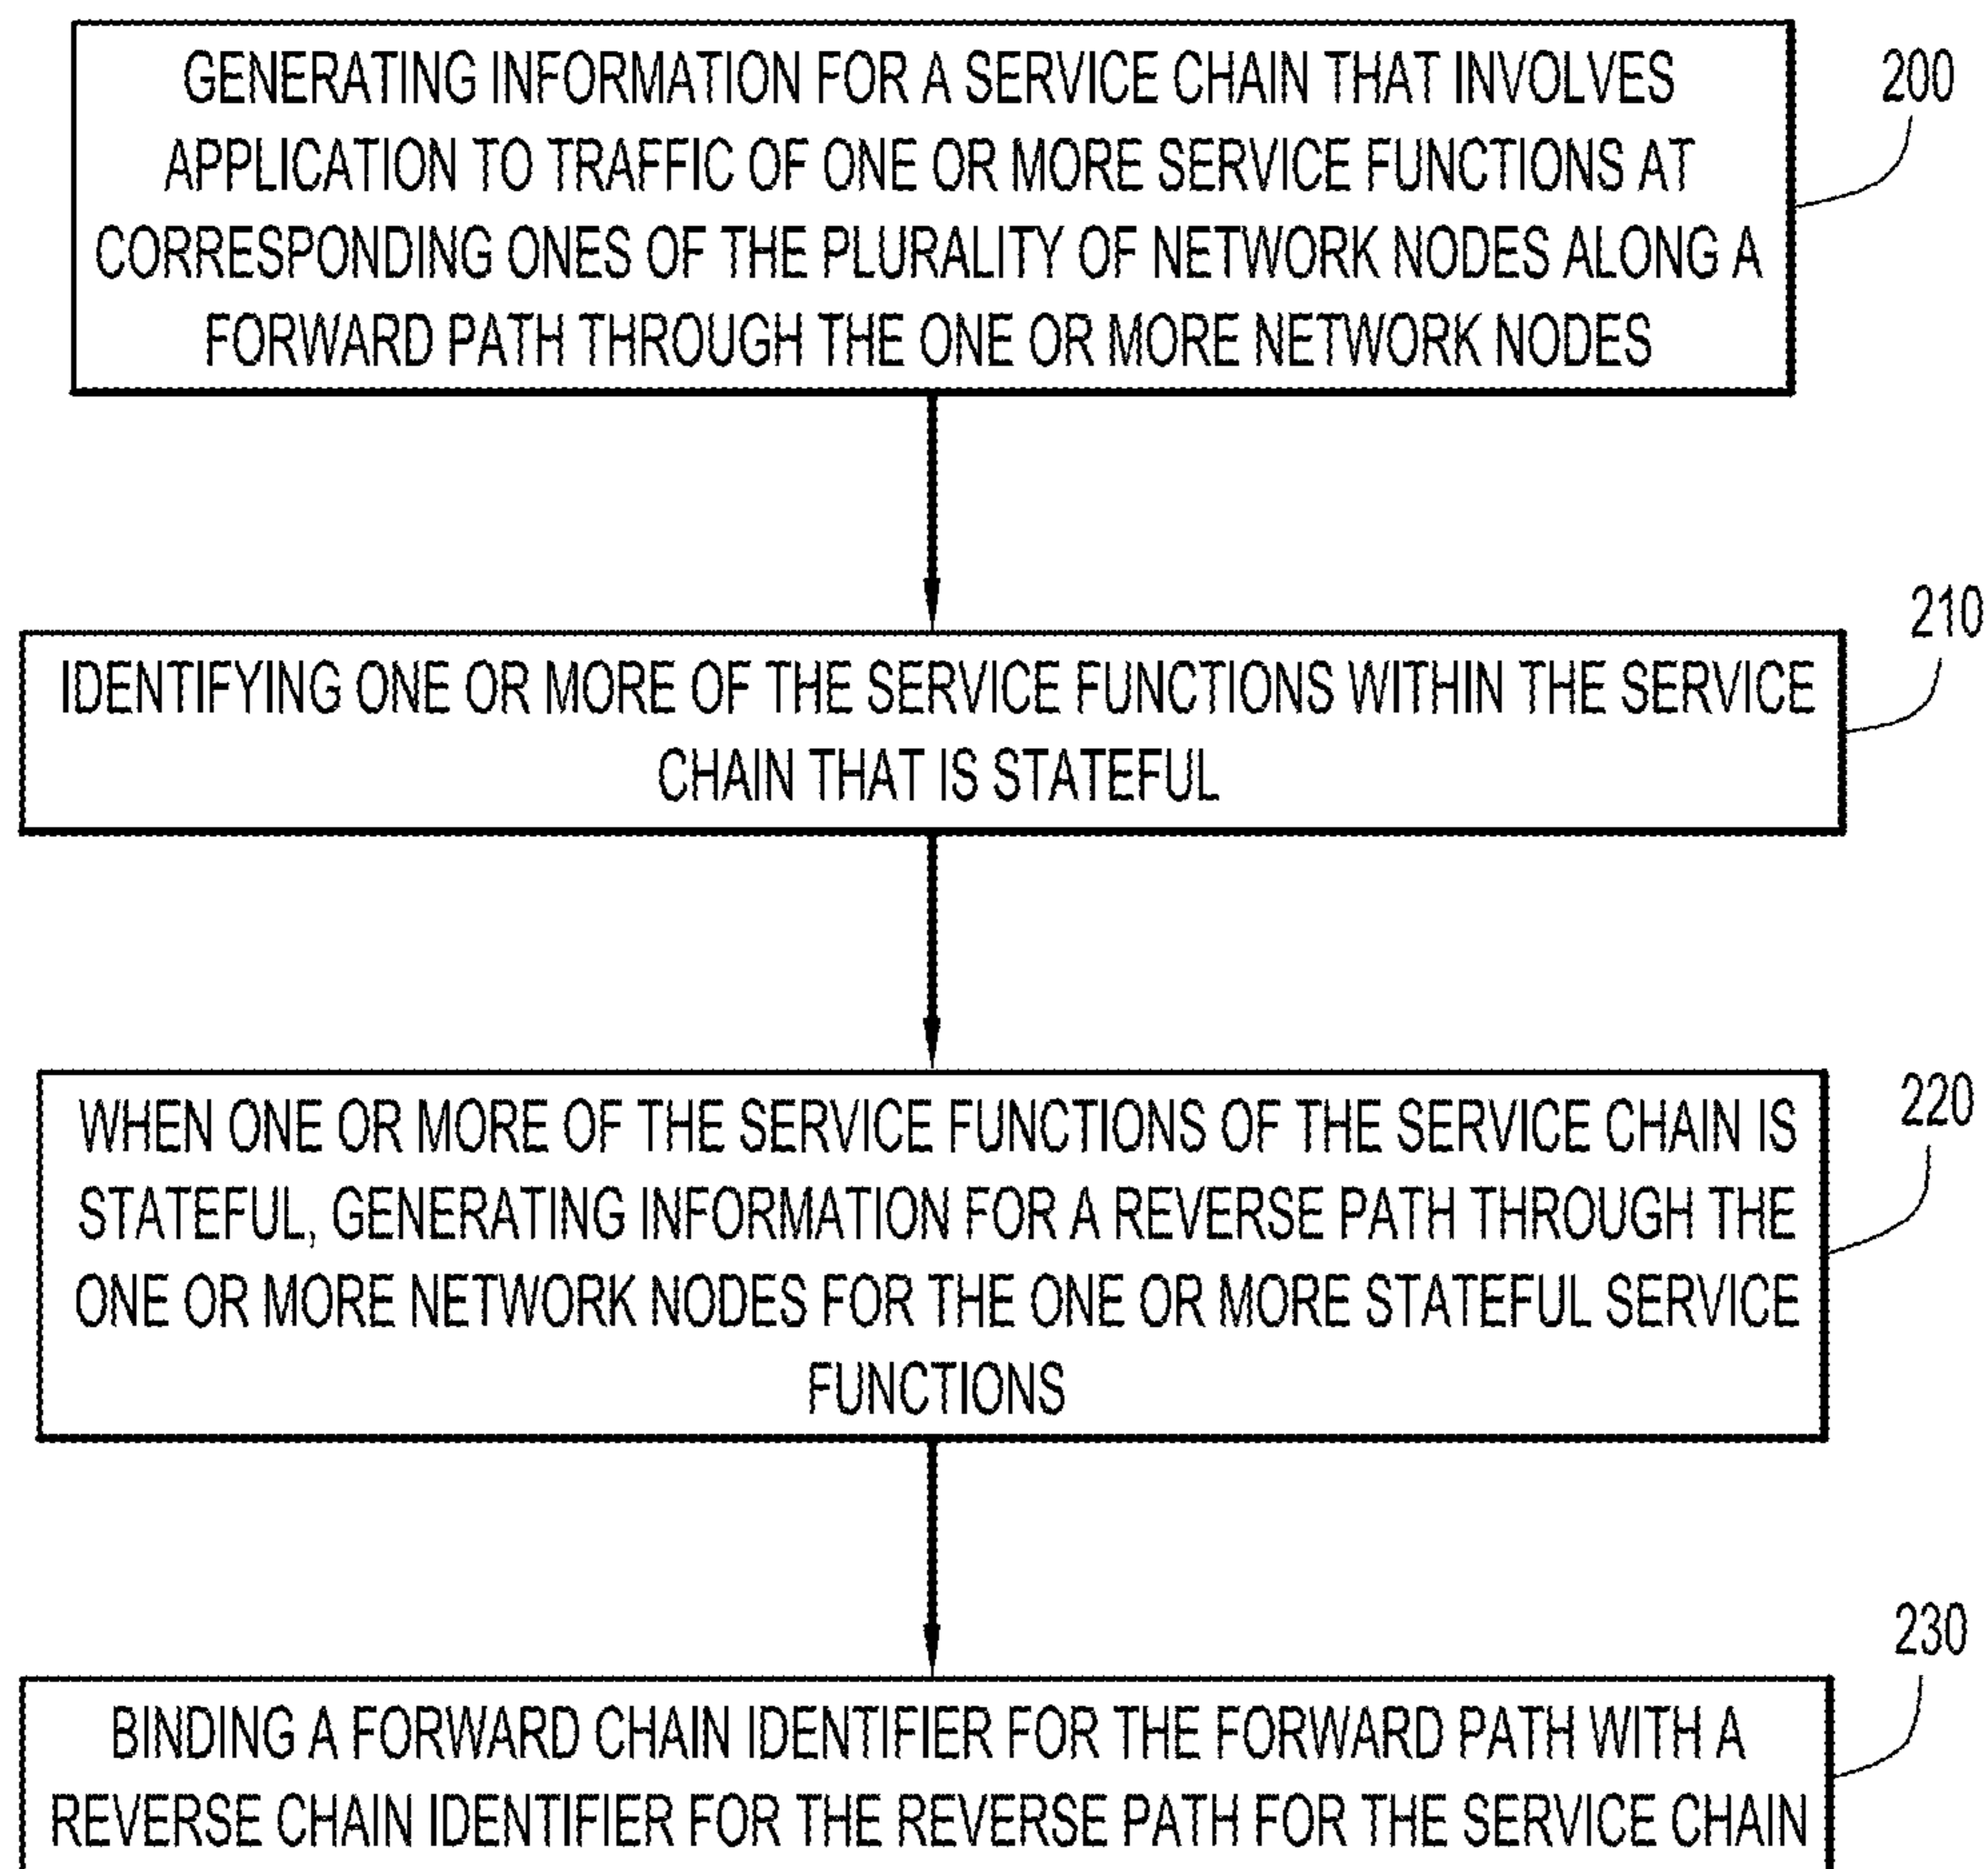 GENERATING INFORMATION FOR A SERVICE CHAIN THAT INVOLVES
APPLICATION TO TRAFFIC OF ONE OR MORE SERVICE FUNCTIONS AT
CORRESPONDING ONES OF THE PLURALITY OF NETWORK NODES ALONG A
FORWARD PATH THROUGH THE ONE OR MORE NETWORK NODES
200
IDENTIFYING ONE OR MORE OF THE SERVICE FUNCTIONS WITHIN THE SERVICE
CHAIN THAT IS STATEFUL
210
WHEN ONE OR MORE OF THE SERVICE FUNCTIONS OF THE SERVICE CHAIN IS
STATEFUL, GENERATING INFORMATION FOR A REVERSE PATH THROUGH THE
ONE OR MORE NETWORK NODES FOR THE ONE OR MORE STATEFUL SERVICE
FUNCTIONS
220
BINDING A FORWARD CHAIN IDENTIFIER FOR THE FORWARD PATH WITH A
REVERSE CHAIN IDENTIFIER FOR THE REVERSE PATH FOR THE SERVICE CHAIN
230